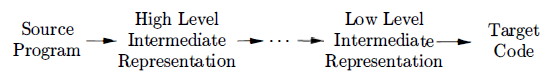 Source
Program
High Level
Intermediate
Representation
· · ·
Low Level
Intermediate
Representation
Target
Code